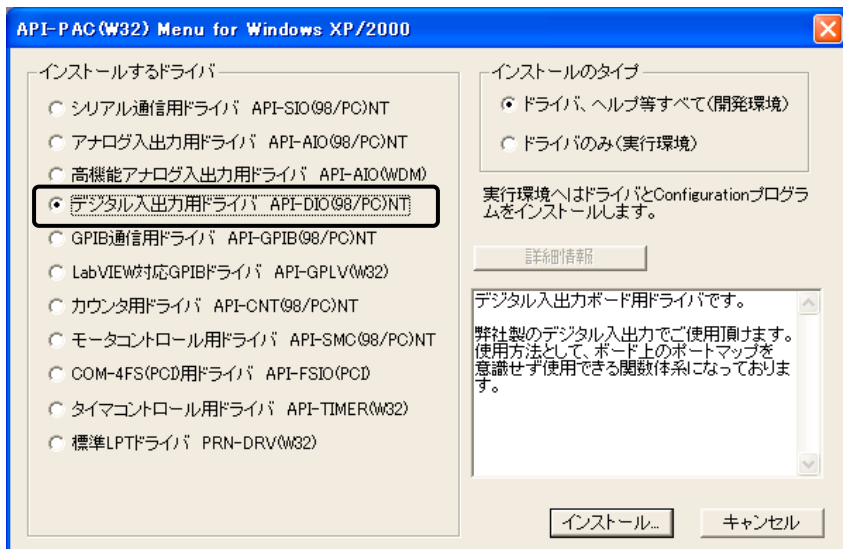 API-PAC(W32) Menu for Windows XP/2000
インストールするドライバ
シリアル通信用ドライバ API-SIO(98/PC)NT
アナログ入出力用ドライバ API-AIO(98/PC)NT
高機能アナログ入出力用ドライバ API-AIO(WDM)
デジタル入出力用ドライバ API-DIO(98/PC)NT
GPIB通信用ドライバ API-GPIB(98/PC)NT
LabVIEW対応GPIBドライバ API-GPLV(W32)
カウンタ用ドライバ API-CNT(98/PC)NT
モータコントロール用ドライバ API-SMC(98/PC)NT
COM-4FS(PCI)用ドライバ API-FSIO(PCI)
タイマコントロール用ドライバ API-TIMER(W32)
標準LPTドライバ PRN-DRV(W32)
インストールのタイプ
ドライバ、ヘルプ等すべて(開発環境)
ドライバのみ(実行環境)
実行環境へはドライバとConfigurationプログラ
ムをインストールします。
詳細情報
デジタル入出力ボード用ドライバです。
弊社製のデジタル入出力でご使用頂けます。
使用方法として、ボード上のポートマップを
意識せず使用できる関数体系になっておりま
す。
インストール...
キャンセル